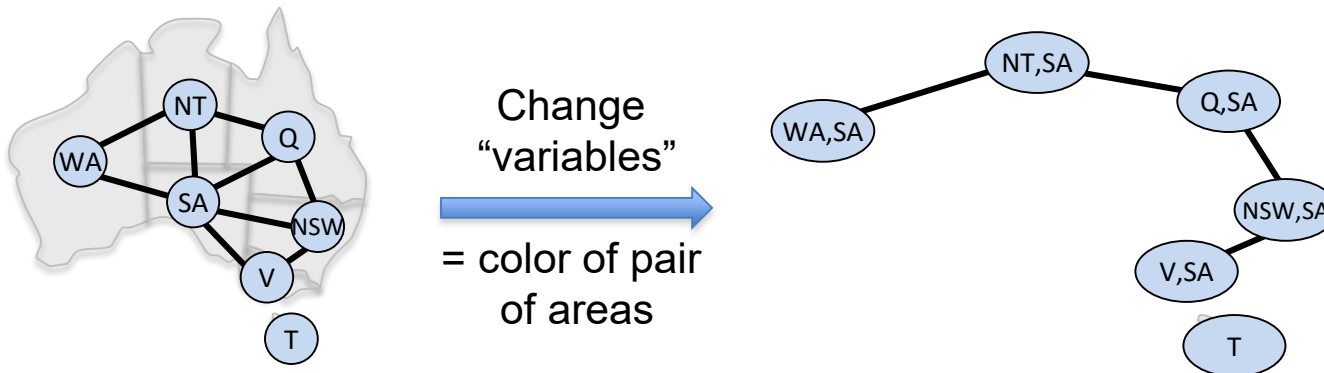 NT
Q
WA
SA
NSW
V
T
Change
“variables”
= color of pair
of areas
NT,SA
Q,SA
WA,SA
NSW,SA
V,SA
T